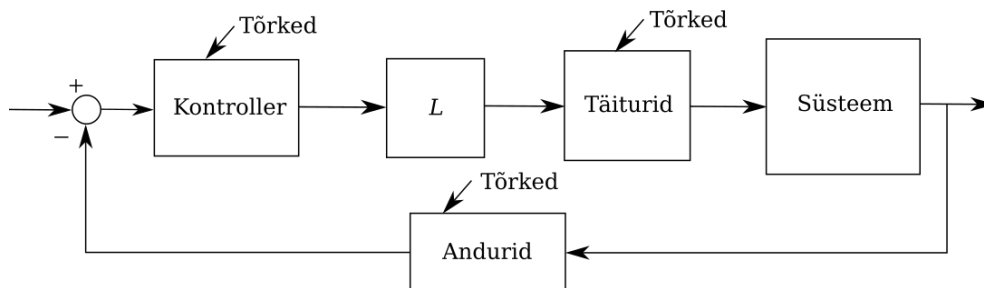 Tõrked
Tõrked
+
Kontroller
L
Täiturid
Süsteem
−
Tõrked
Andurid